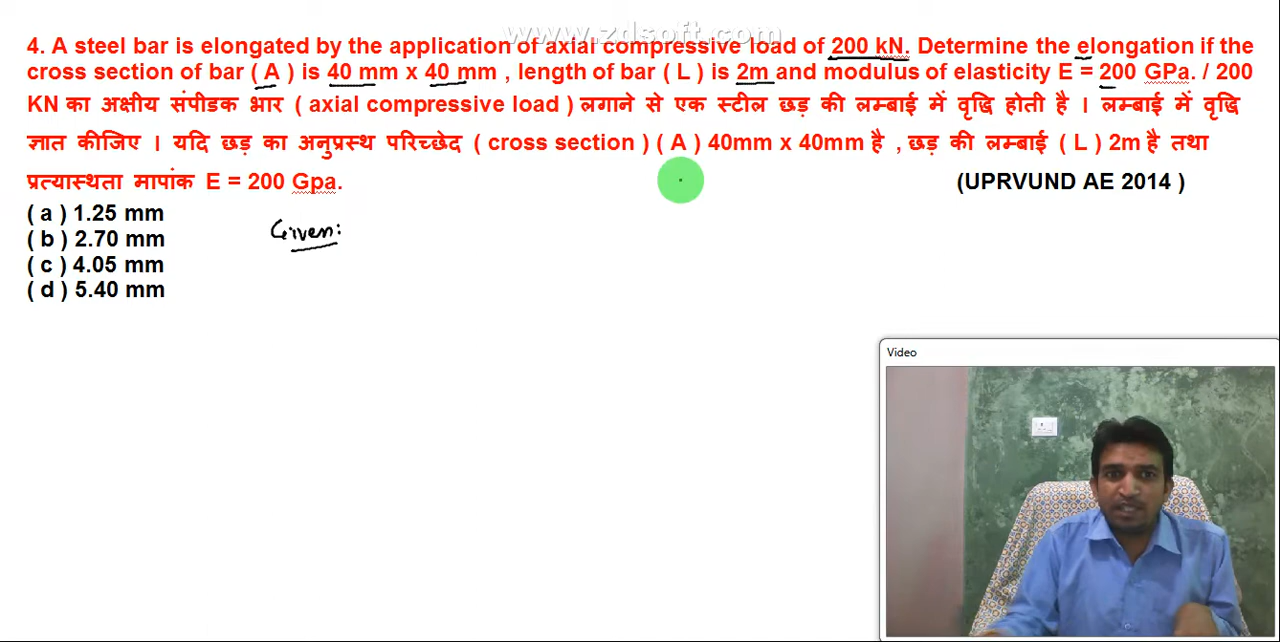 www.zdsoft.com
4. A steel bar is elongated by the application of axial compressive load of 200 kN. Determine the elongation if the
cross section of bar ( A ) is 40 mm x 40 mm , length of bar ( L ) is 2m and modulus of elasticity E = 200 GPa. / 200
KN का अक्षीय संपीडक भार ( axial compressive load ) लगाने से एक स्टील छड़ की लम्बाई में वृद्धि होती है । लम्बाई में वृद्धि
ज्ञात कीजिए । यदि छड़ का अनुप्रस्थ परिच्छेद ( cross section ) ( A ) 40mm x 40mm है , छड़ की लम्बाई ( L ) 2m है तथा
प्रत्यास्थता मापांक E = 200 Gpa. (UPRVUND AE 2014 )
( a ) 1.25 mm
( b ) 2.70 mm
( c ) 4.05 mm
( d ) 5.40 mm
Given:
Video